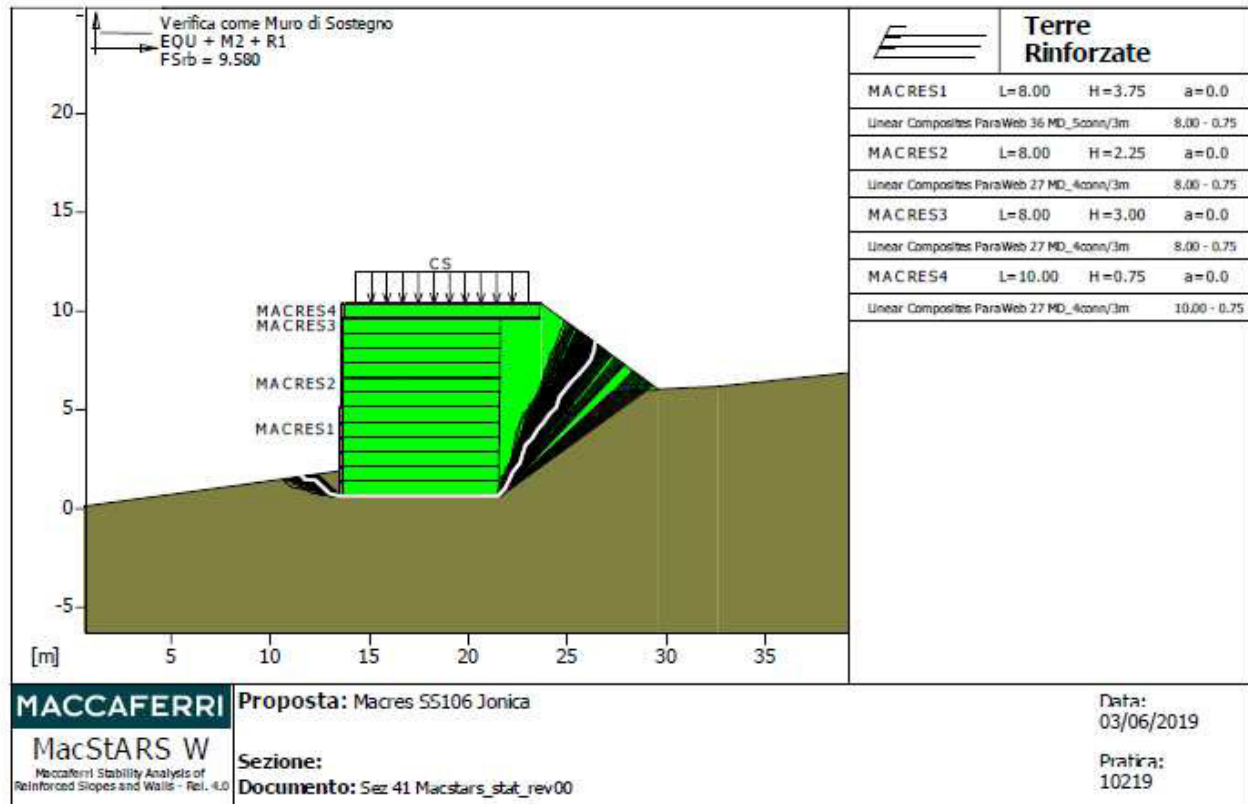 Verifica come Muro di Sostegno
EQU + M2 + R1
FSrb = 9.580
Terre
Rinforzate
MACRES1 L=8.00 H=3.75 a=0.0
Linear Composites ParaWeb 36 MD_5conn/3m 8.00 - 0.75
MACRES2 L=8.00 H=2.25 a=0.0
Linear Composites ParaWeb 27 MD_4conn/3m 8.00 - 0.75
MACRES3 L=8.00 H=3.00 a=0.0
Linear Composites ParaWeb 27 MD_4conn/3m 8.00 - 0.75
MACRES4 L=10.00 H=0.75 a=0.0
Linear Composites ParaWeb 27 MD_4conn/3m 10.00 - 0.75
20
15
10
5
0
-5
CS
MACRES4
MACRES3
MACRES2
MACRES1
[m] 5 10 15 20 25 30 35
MACCAFERRI
MacStARS W
Maccaferri Stability Analysis of
Reinforced Slopes and Walls - Rel. 4.0
Proposta: Macres SS106 Jonica
Sezione:
Documento: Sez 41 Macstars_stat_rev00
Data:
03/06/2019
Pratica:
10219